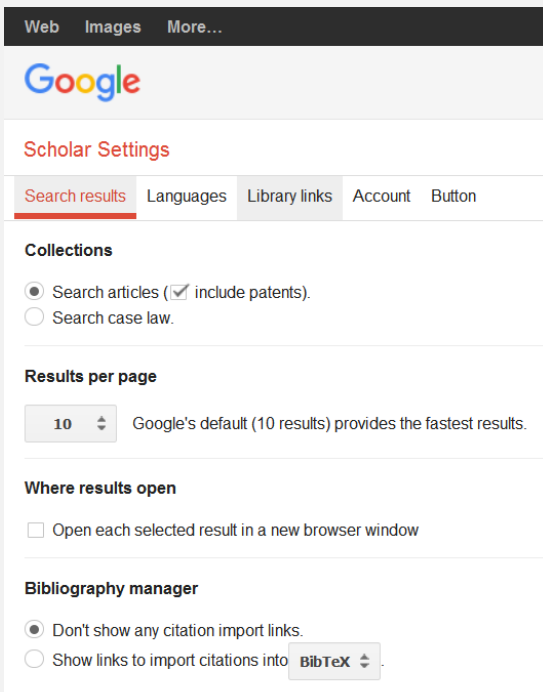 Web Images More...
Google
Scholar Settings
Search results Languages Library links Account Button
Collections
Search articles ( include patents).
Search case law.
Results per page
10 Google's default (10 results) provides the fastest results.
Where results open
Open each selected result in a new browser window
Bibliography manager
Don't show any citation import links.
Show links to import citations into BibTeX .